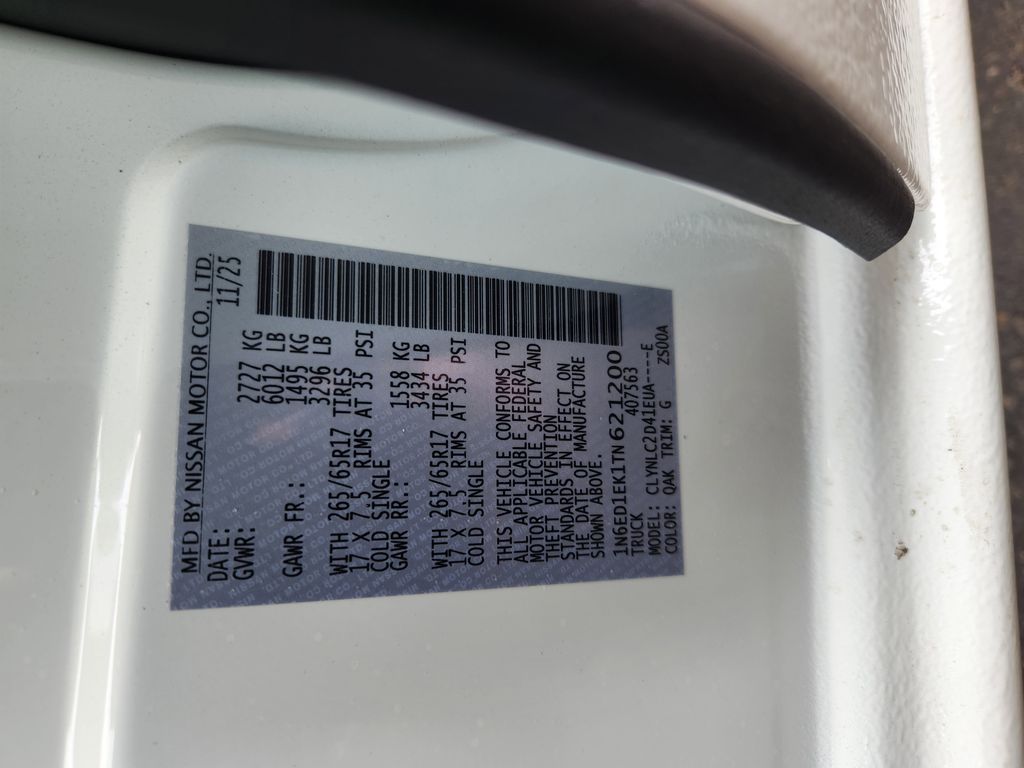 MFD BY NISSAN MOTOR CO., LTD.
DATE: 11/25
GVWR: 2727 KG
6012 LB
GAWR FR.: 1495 KG
3296 LB
WITH 265/65R17 TIRES
17 X 7.5 RIMS AT 35 PSI
COLD SINGLE
GAWR RR.: 1558 KG
3434 LB
WITH 265/65R17 TIRES
17 X 7.5 RIMS AT 35 PSI
COLD SINGLE
THIS VEHICLE CONFORMS TO
ALL APPLICABLE FEDERAL
MOTOR VEHICLE SAFETY AND
THEFT PREVENTION
STANDARDS IN EFFECT ON
THE DATE OF MANUFACTURE
SHOWN ABOVE.
1N6ED1EK1TN621200
TRUCK 407563
MODEL: CLYNLC2D41EUA----E
COLOR: QAK TRIM: G ZS00A